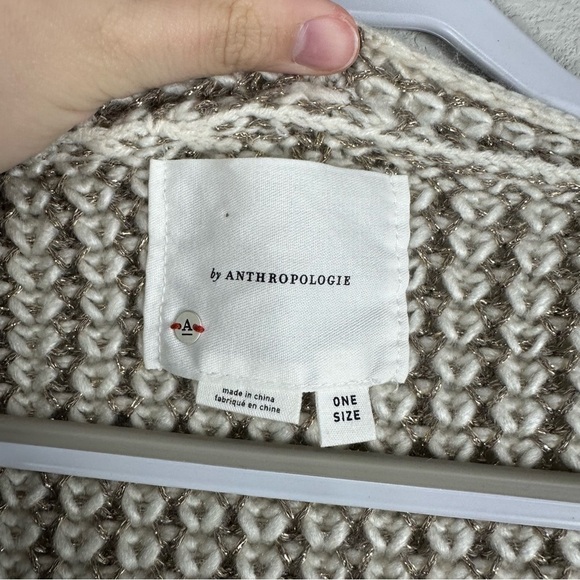 by ANTHROPOLOGIE
A
made in china
fabriqué en chine
ONE
SIZE